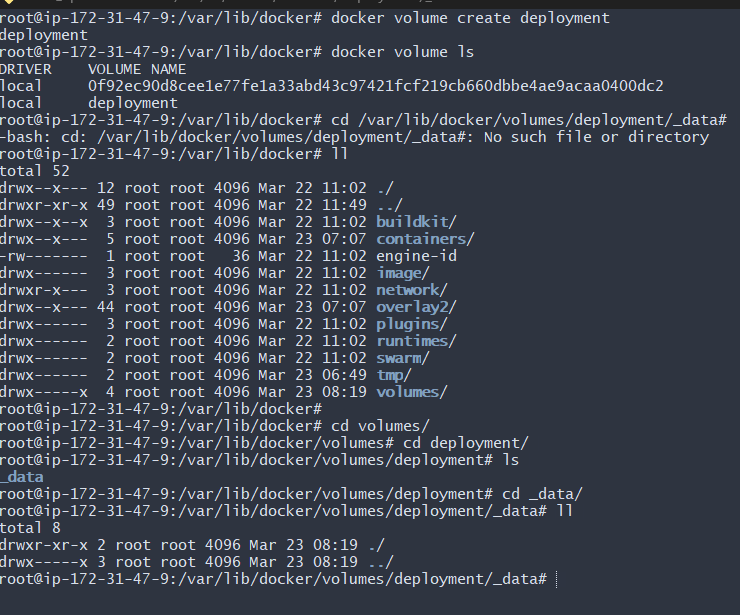 root@ip-172-31-47-9:/var/lib/docker# docker volume create deployment
deployment
root@ip-172-31-47-9:/var/lib/docker# docker volume ls
DRIVER    VOLUME NAME
local     0f92ec90d8cee1e77fe1a33abd43c97421fcf219cb660dbbe4ae9acaa0400dc2
local     deployment
root@ip-172-31-47-9:/var/lib/docker# cd /var/lib/docker/volumes/deployment/_data#
-bash: cd: /var/lib/docker/volumes/deployment/_data#: No such file or directory
root@ip-172-31-47-9:/var/lib/docker# ll
total 52
drwx--x--- 12 root root 4096 Mar 22 11:02 ./
drwxr-xr-x 49 root root 4096 Mar 22 11:49 ../
drwx--x--x  3 root root 4096 Mar 22 11:02 buildkit/
drwx--x---  5 root root 4096 Mar 23 07:07 containers/
-rw-------  1 root root   36 Mar 22 11:02 engine-id
drwx------  3 root root 4096 Mar 22 11:02 image/
drwxr-x---  3 root root 4096 Mar 22 11:02 network/
drwx--x--- 44 root root 4096 Mar 23 07:07 overlay2/
drwx------  3 root root 4096 Mar 22 11:02 plugins/
drwx------  2 root root 4096 Mar 22 11:02 runtimes/
drwx------  2 root root 4096 Mar 22 11:02 swarm/
drwx------  2 root root 4096 Mar 23 06:49 tmp/
drwx-----x  4 root root 4096 Mar 23 08:19 volumes/
root@ip-172-31-47-9:/var/lib/docker#
root@ip-172-31-47-9:/var/lib/docker# cd volumes/
root@ip-172-31-47-9:/var/lib/docker/volumes# cd deployment/
root@ip-172-31-47-9:/var/lib/docker/volumes/deployment# ls
_data
root@ip-172-31-47-9:/var/lib/docker/volumes/deployment# cd _data/
root@ip-172-31-47-9:/var/lib/docker/volumes/deployment/_data# ll
total 8
drwxr-xr-x 2 root root 4096 Mar 23 08:19 ./
drwx-----x 3 root root 4096 Mar 23 08:19 ../
root@ip-172-31-47-9:/var/lib/docker/volumes/deployment/_data#